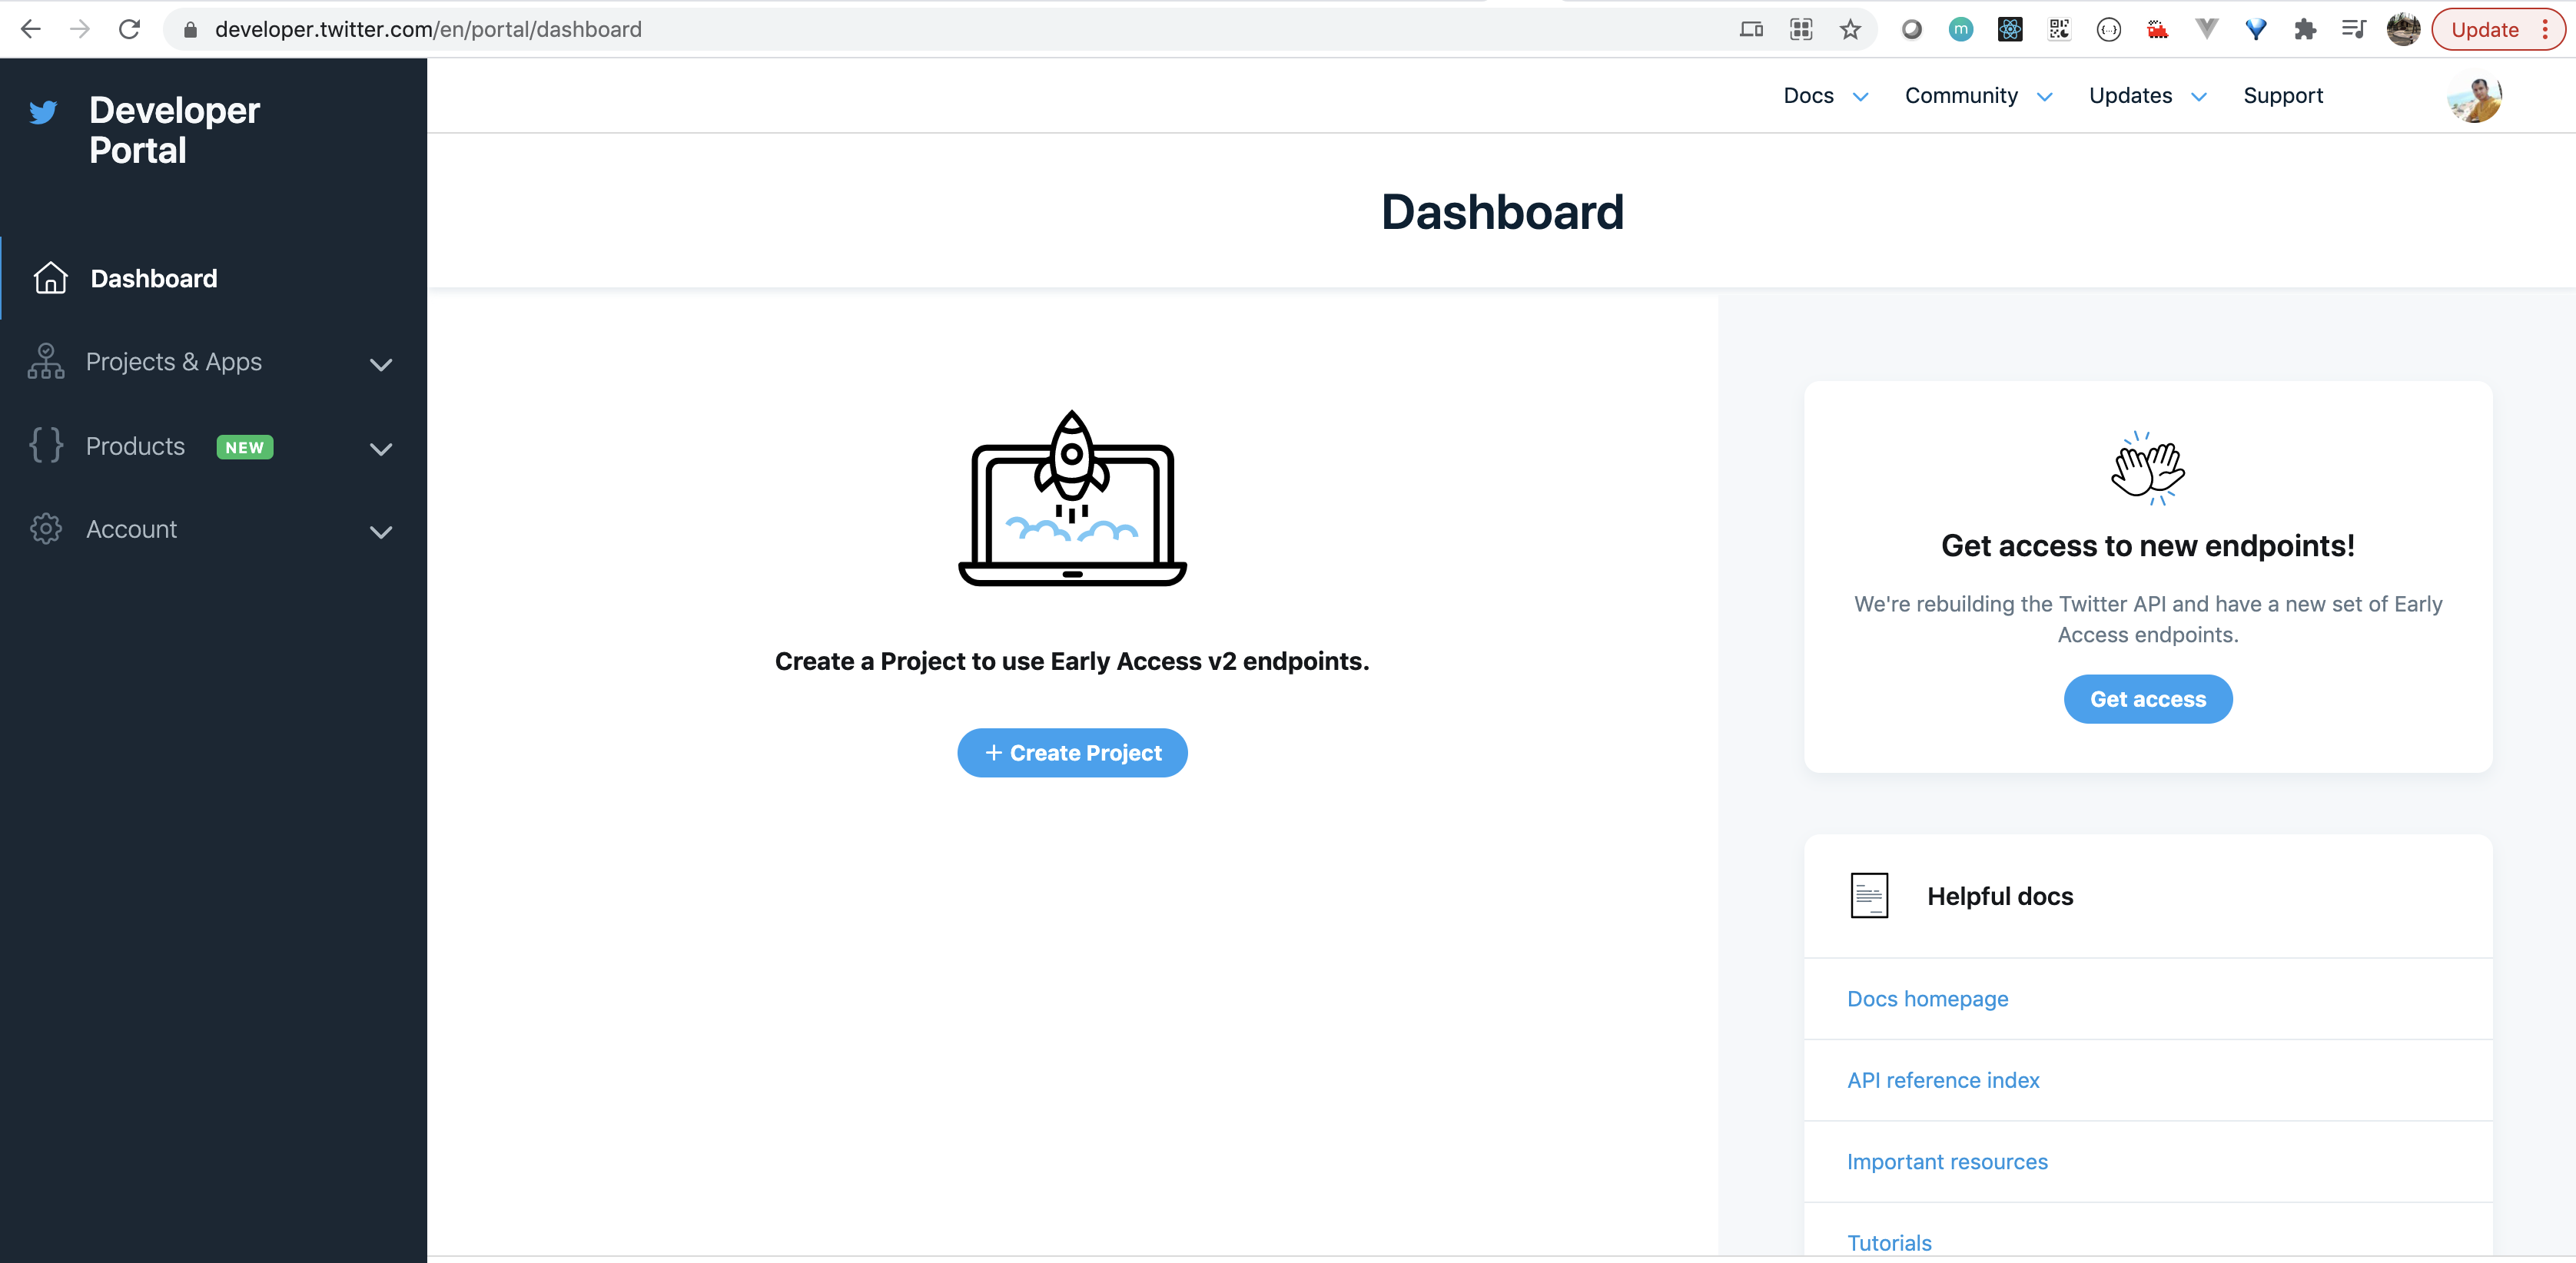 developer.twitter.com/en/portal/dashboard
m
Update
Developer
Portal
Docs
Community
Updates
Support
Dashboard
Dashboard
Projects & Apps
Products
NEW
Account
Create a Project to use Early Access v2 endpoints.
+ Create Project
Get access to new endpoints!
We're rebuilding the Twitter API and have a new set of Early
Access endpoints.
Get access
Helpful docs
Docs homepage
API reference index
Important resources
Tutorials